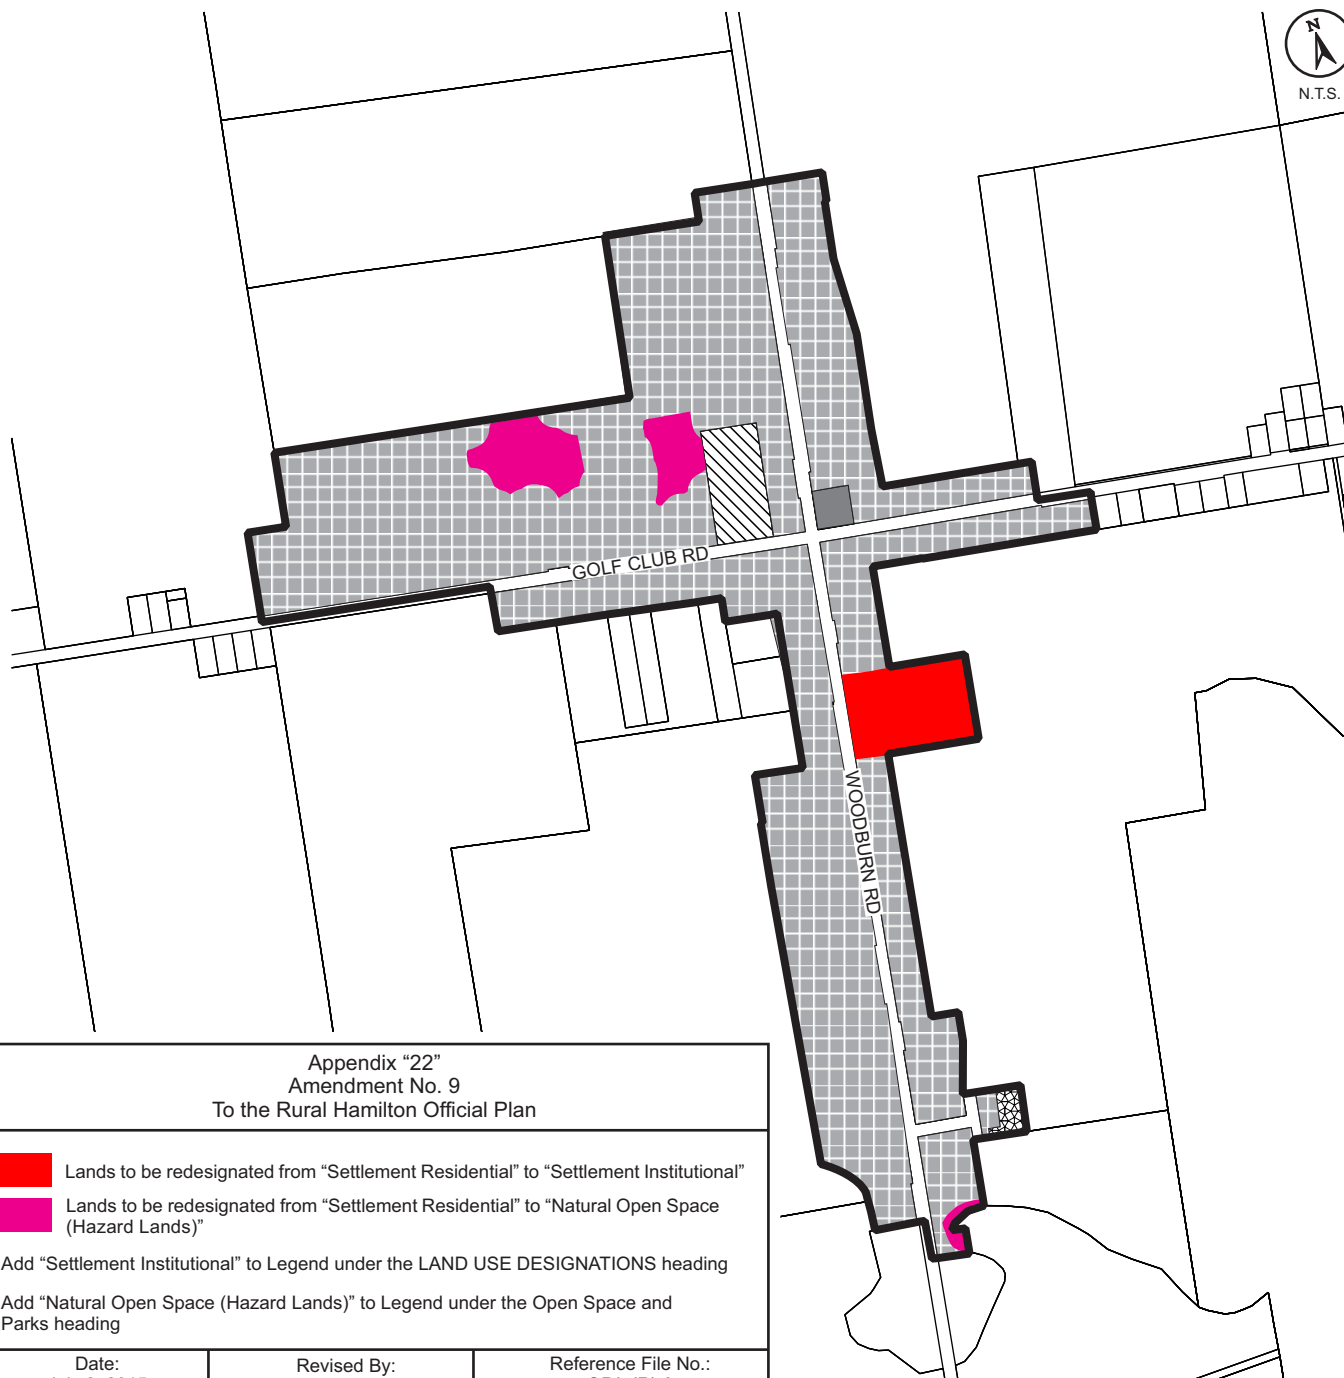 N
N.T.S.
GOLF CLUB RD
WOODBURN RD
Appendix “22”
Amendment No. 9
To the Rural Hamilton Official Plan
Lands to be redesignated from “Settlement Residential” to “Settlement Institutional”
Lands to be redesignated from “Settlement Residential” to “Natural Open Space
(Hazard Lands)”
Add “Settlement Institutional” to Legend under the LAND USE DESIGNATIONS heading
Add “Natural Open Space (Hazard Lands)” to Legend under the Open Space and
Parks heading
Date:
Revised By:
Reference File No.: